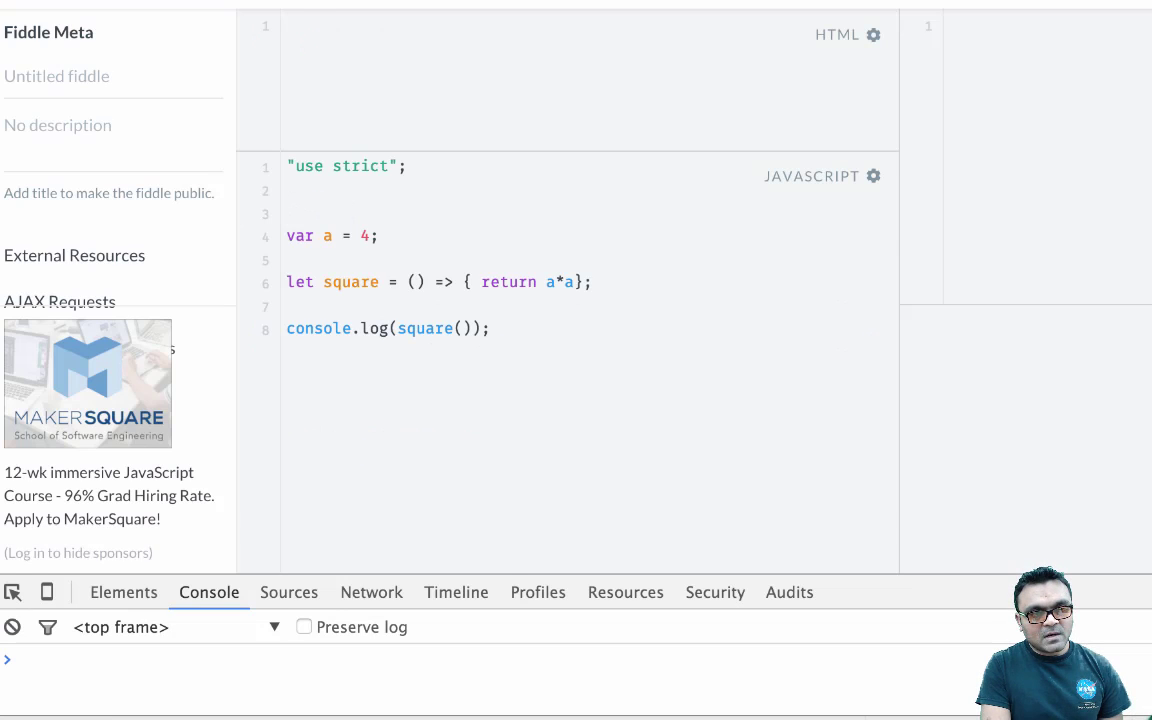 Fiddle Meta
Untitled fiddle
No description
Add title to make the fiddle public.
External Resources
AJAX Requests
s
MAKERSQUARE
School of Software Engineering
12-wk immersive JavaScript
Course - 96% Grad Hiring Rate.
Apply to MakerSquare!
(Log in to hide sponsors)
1
HTML
1
JAVASCRIPT
1 "use strict";
2
3
4 var a = 4;
5
6 let square = () => { return a*a};
7
8 console.log(square());
Elements Console Sources Network Timeline Profiles Resources Security Audits
<top frame> ▼ Preserve log
>